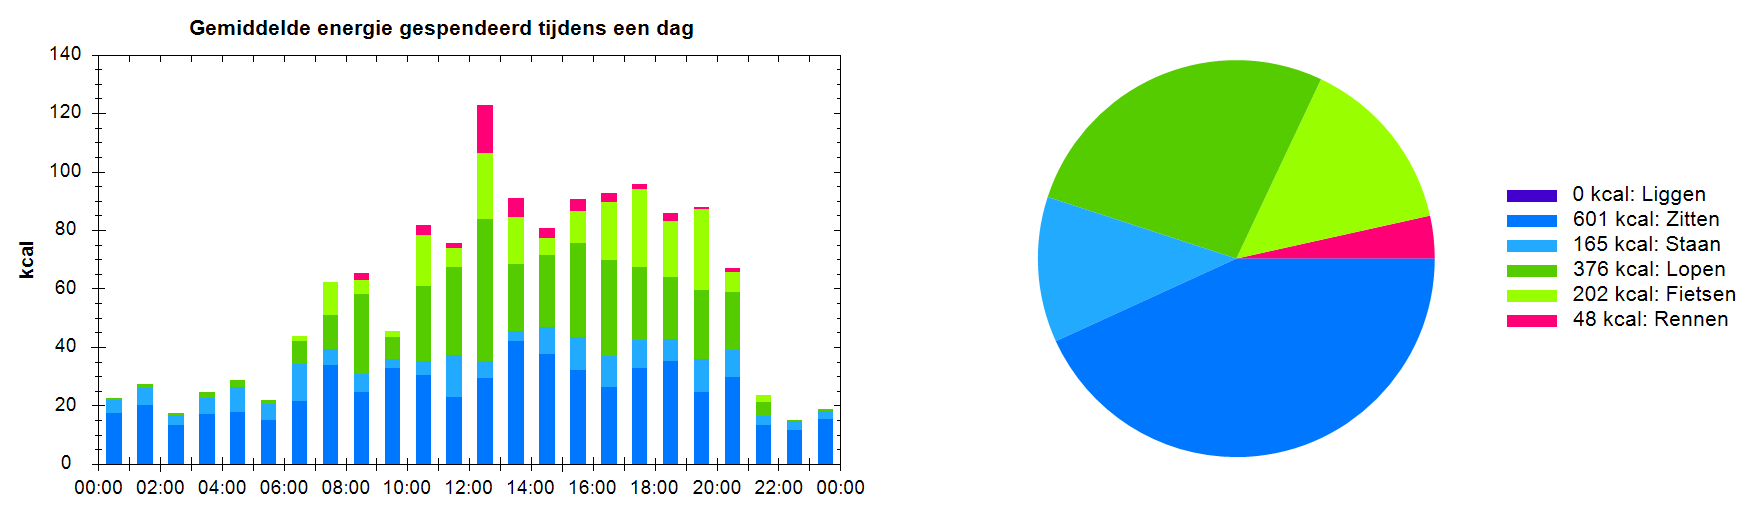 Gemiddelde energie gespendeerd tijdens een dag
kcal
140
120
100
80
60
40
20
0
00:00 02:00 04:00 06:00 08:00 10:00 12:00 14:00 16:00 18:00 20:00 22:00 00:00
0 kcal: Liggen
601 kcal: Zitten
165 kcal: Staan
376 kcal: Lopen
202 kcal: Fietsen
48 kcal: Rennen